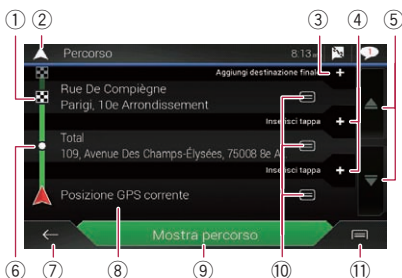 ① ② ③ ④ ⑤
Percorso 8:13
Aggiungi destinazione finale +
Rue De Compiègne
Parigi, 10e Arrondissement
Inserisci tappa +
Total
109, Avenue Des Champs-Élysées, 75008 8e A
Inserisci tappa +
Posizione GPS corrente
Mostra percorso
⑥ ⑦ ⑧ ⑨ ⑩ ⑪